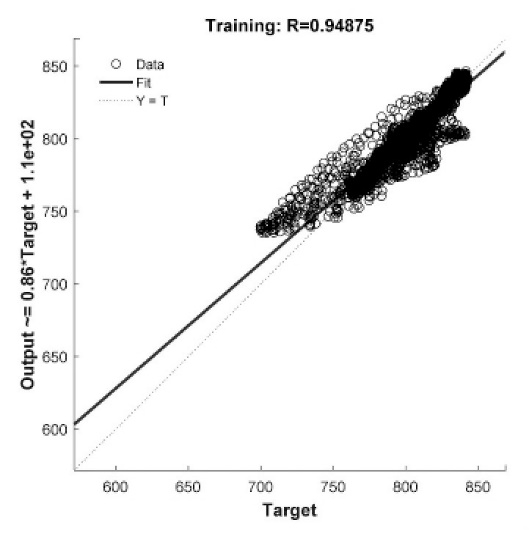 Training: R=0.94875
Data
Fit
Y = T
Output ~= 0.86*Target + 1.1e+02
850
800
750
700
650
600
600 650 700 750 800 850
Target